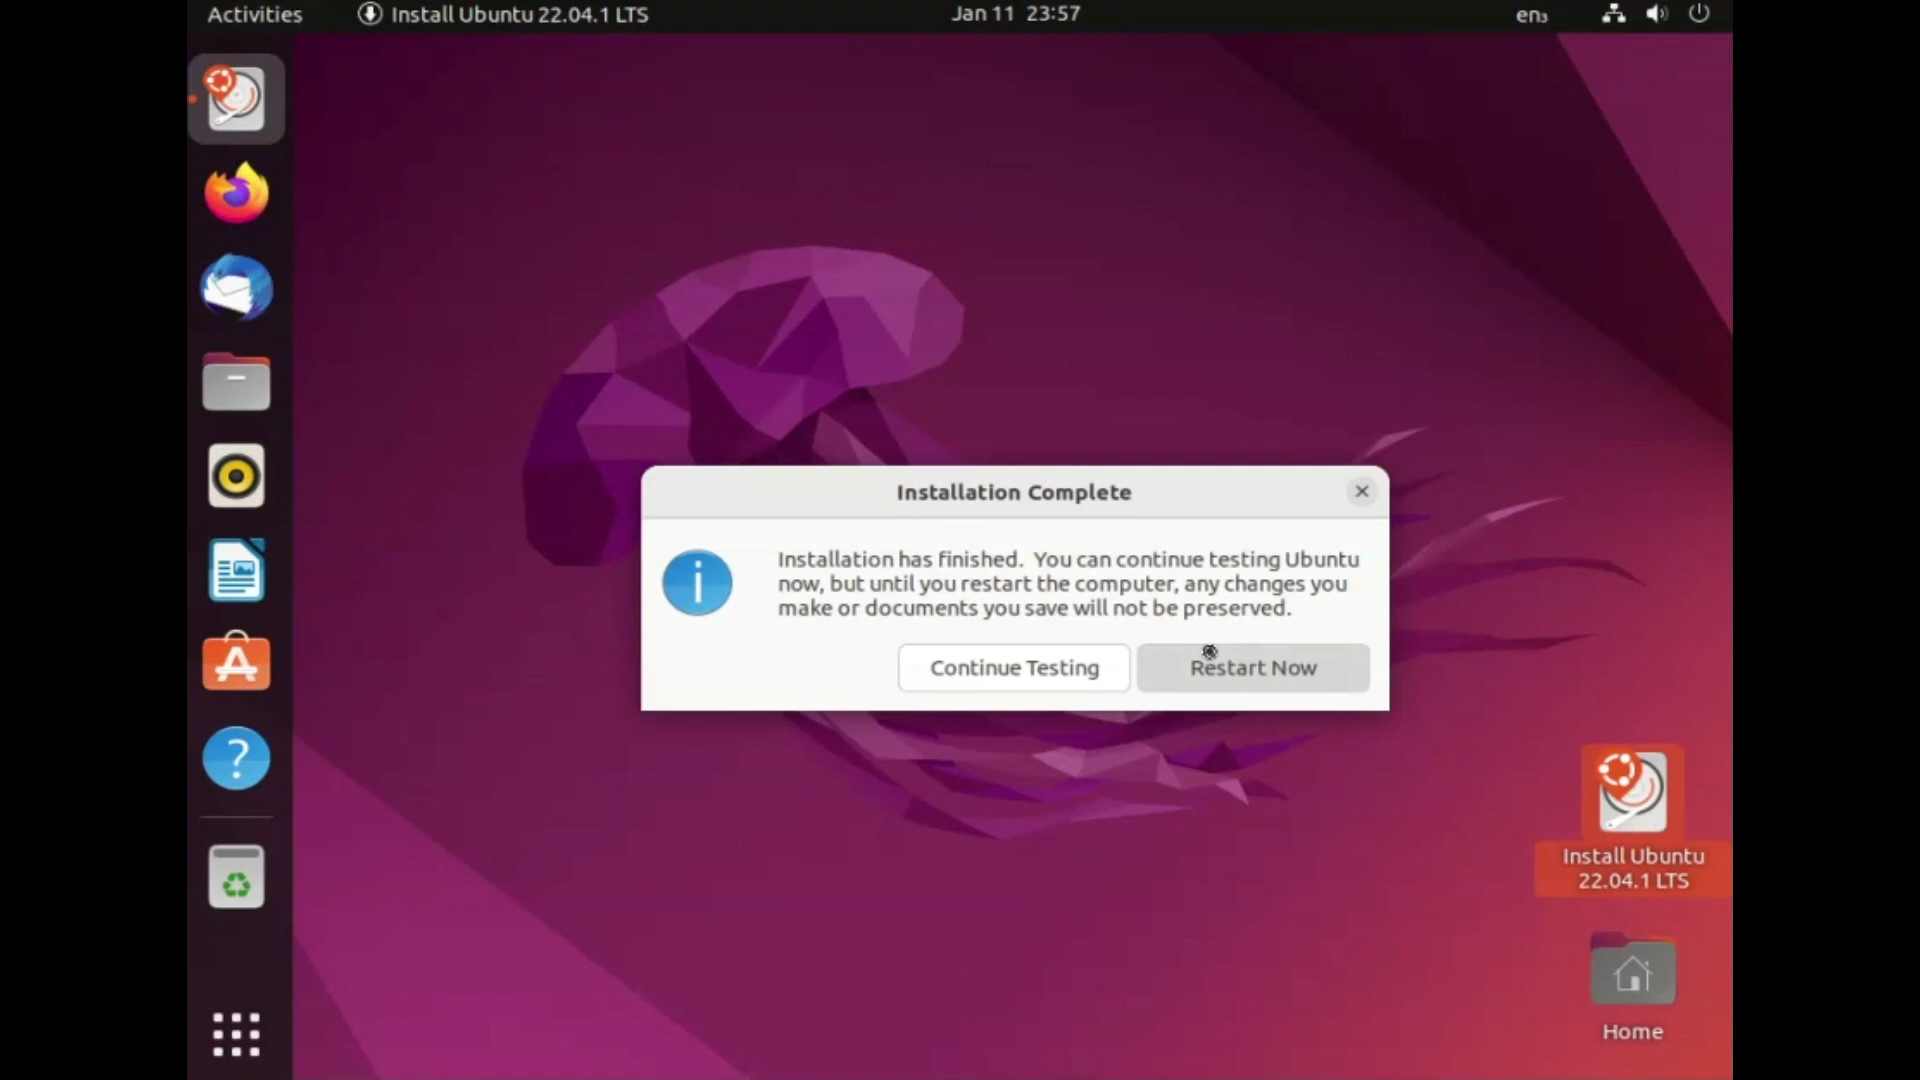 Activities
Install Ubuntu 22.04.1 LTS
Jan 11 23:57
en₃
Installation Complete
Installation has finished. You can continue testing Ubuntu
now, but until you restart the computer, any changes you
make or documents you save will not be preserved.
Continue Testing
Restart Now
Install Ubuntu
22.04.1 LTS
Home